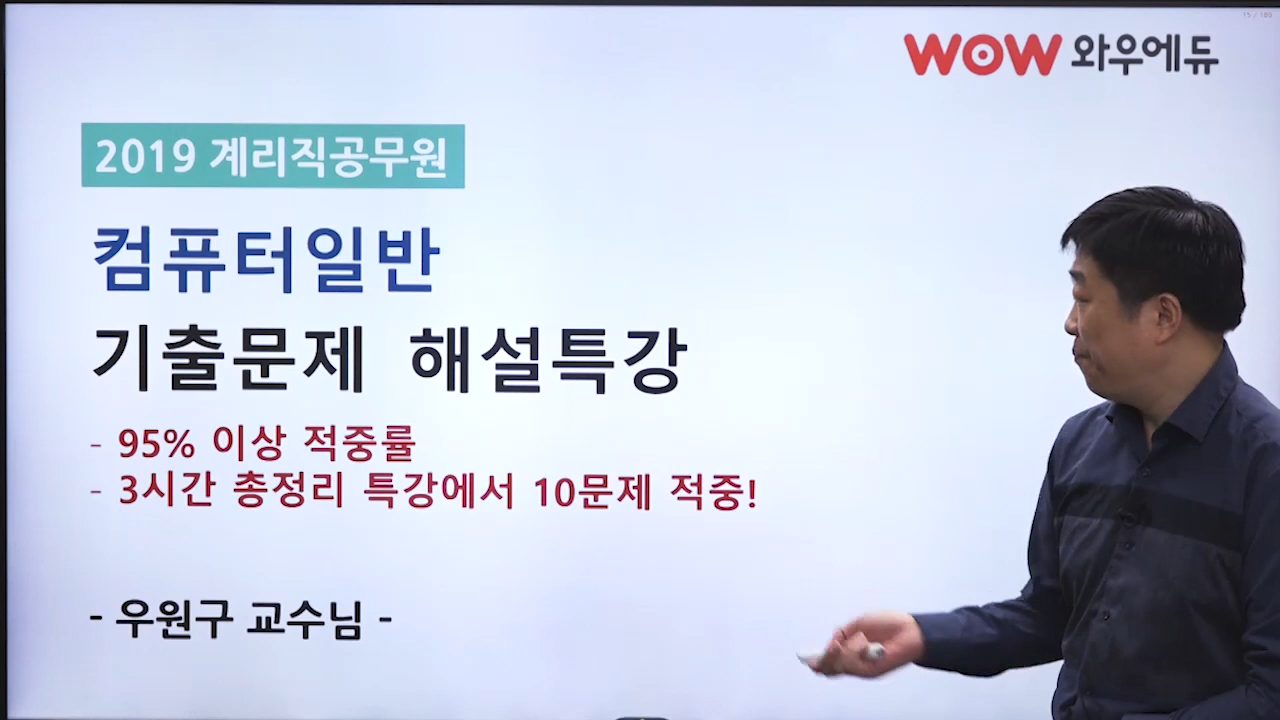 15 / 180
WOW 와우에듀
2019 계리직공무원
컴퓨터일반
기출문제 해설특강
- 95% 이상 적중률
- 3시간 총정리 특강에서 10문제 적중!
- 우원구 교수님 -